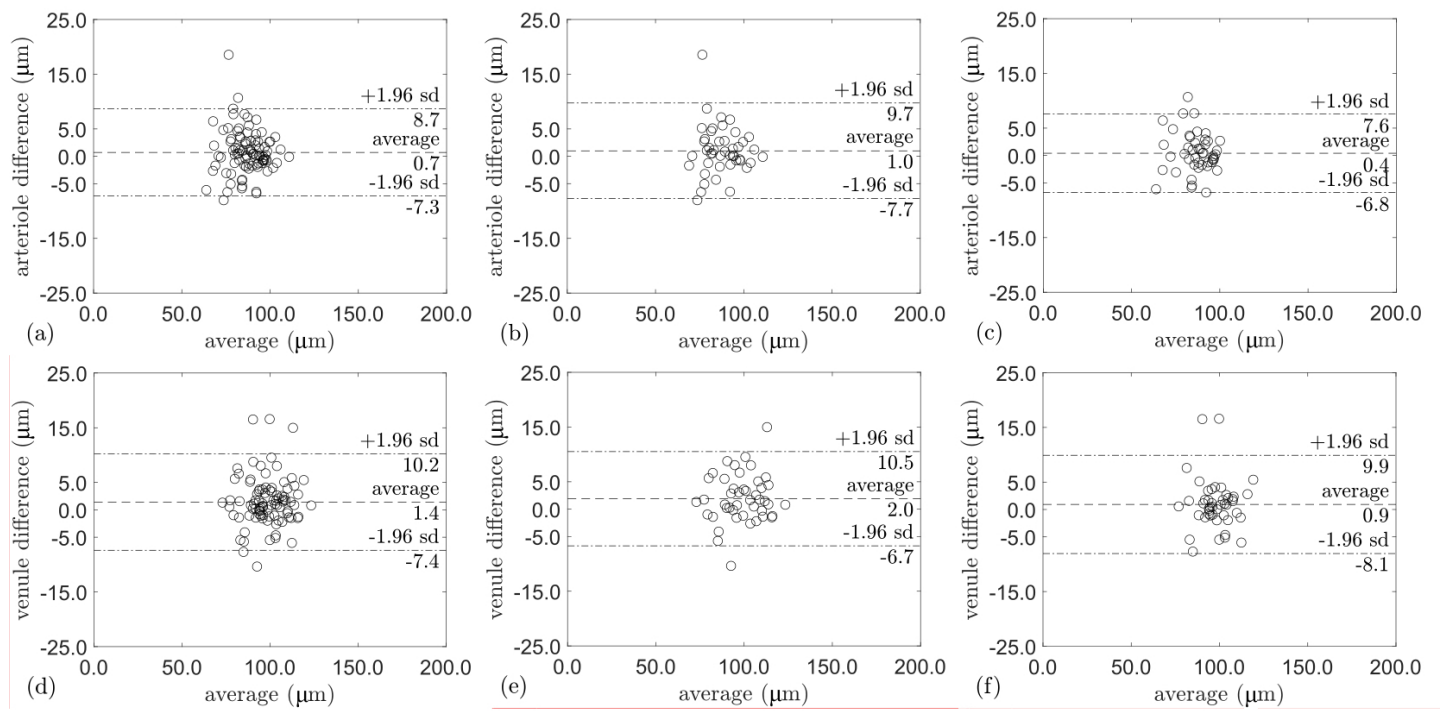 25.0
15.0
5.0
0.0
-5.0
-15.0
-25.0
arteriole difference (μm)
+1.96 sd
8.7
average
0.7
-1.96 sd
-7.3
0.0 50.0 100.0 150.0 200.0
average (μm)
(a)
25.0
15.0
5.0
0.0
-5.0
-15.0
-25.0
arteriole difference (μm)
+1.96 sd
9.7
average
1.0
-1.96 sd
-7.7
0.0 50.0 100.0 150.0 200.0
average (μm)
(b)
25.0
15.0
5.0
0.0
-5.0
-15.0
-25.0
arteriole difference (μm)
+1.96 sd
7.6
average
0.4
-1.96 sd
-6.8
0.0 50.0 100.0 150.0 200.0
average (μm)
(c)
25.0
15.0
5.0
0.0
-5.0
-15.0
-25.0
venule difference (μm)
+1.96 sd
10.2
average
1.4
-1.96 sd
-7.4
0.0 50.0 100.0 150.0 200.0
average (μm)
(d)
25.0
15.0
5.0
0.0
-5.0
-15.0
-25.0
venule difference (μm)
+1.96 sd
10.5
average
2.0
-1.96 sd
-6.7
0.0 50.0 100.0 150.0 200.0
average (μm)
(e)
25.0
15.0
5.0
0.0
-5.0
-15.0
-25.0
venule difference (μm)
+1.96 sd
9.9
average
0.9
-1.96 sd
-8.1
0.0 50.0 100.0 150.0 200.0
average (μm)
(f)